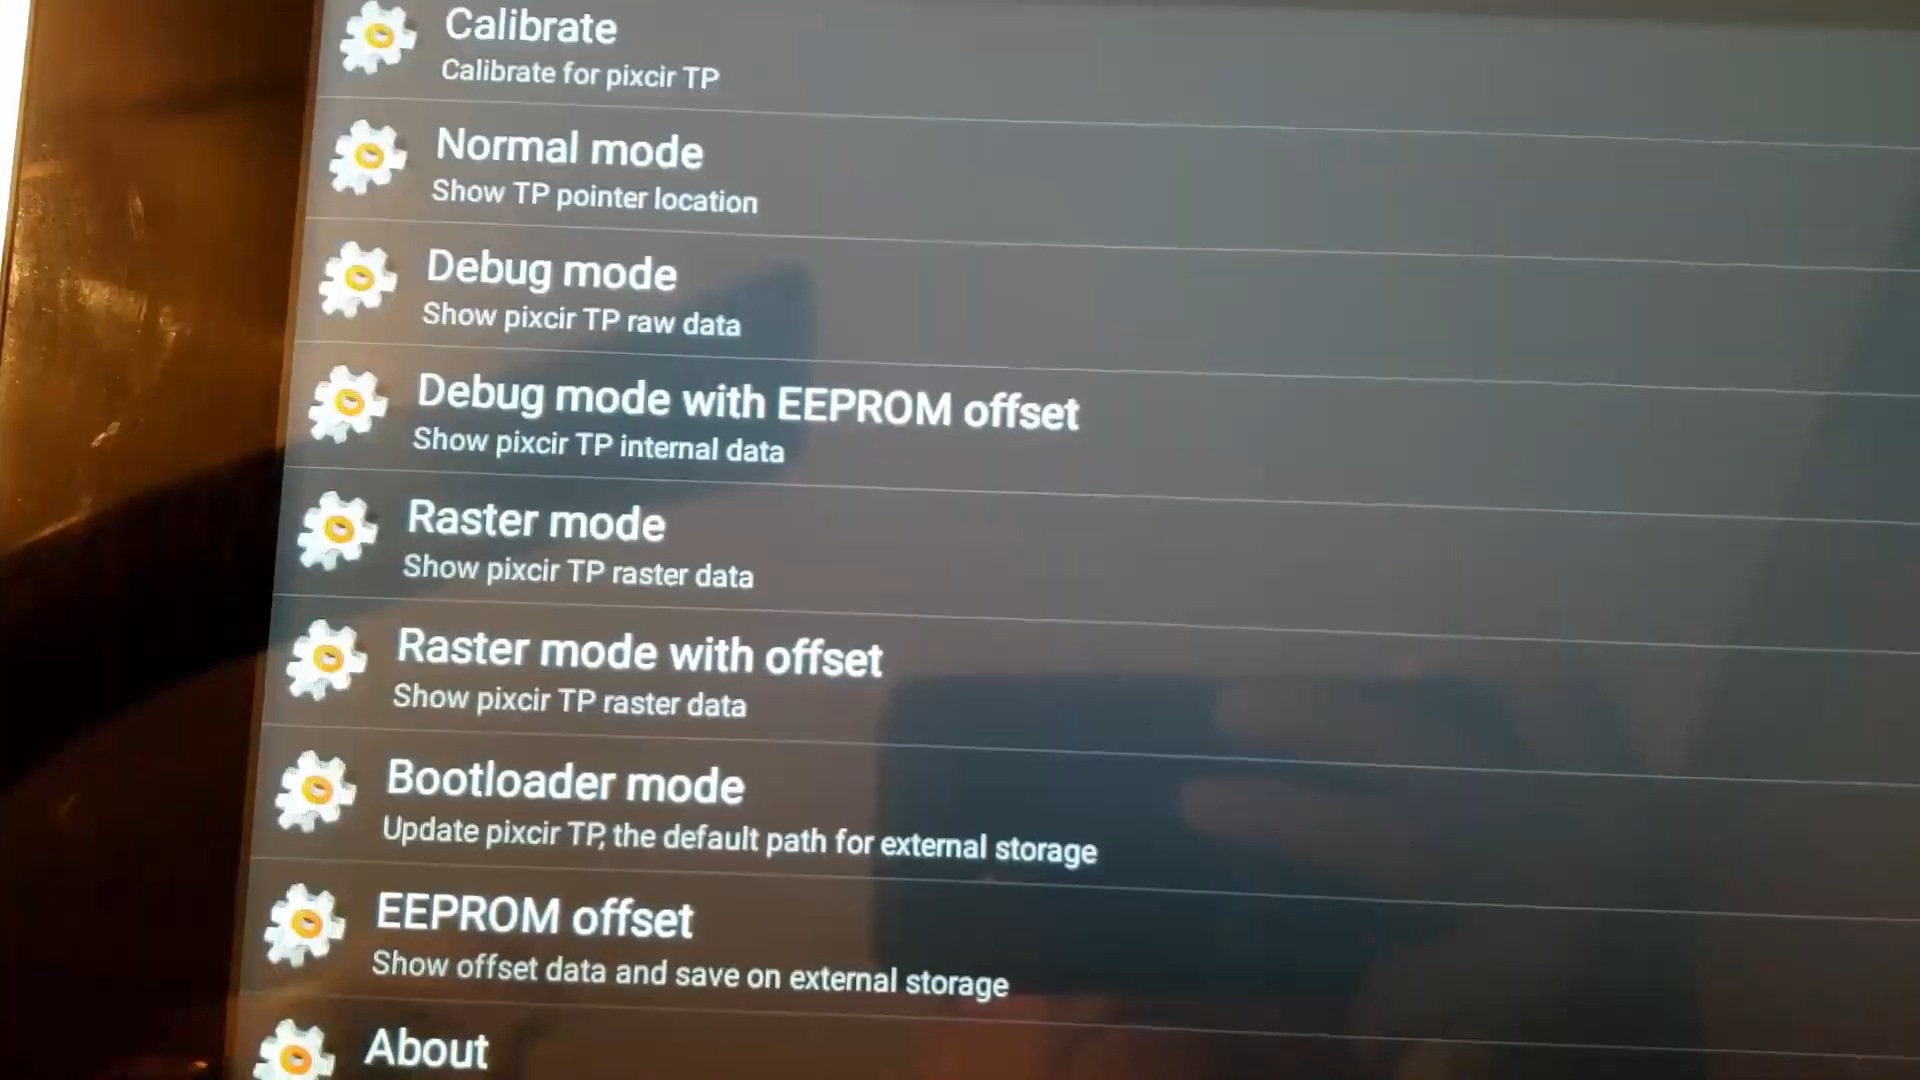 Calibrate
Calibrate for pixcir TP
Normal mode
Show TP pointer location
Debug mode
Show pixcir TP raw data
Debug mode with EEPROM offset
Show pixcir TP internal data
Raster mode
Show pixcir TP raster data
Raster mode with offset
Show pixcir TP raster data
Bootloader mode
Update pixcir TP, the default path for external storage
EEPROM offset
Show offset data and save on external storage
About